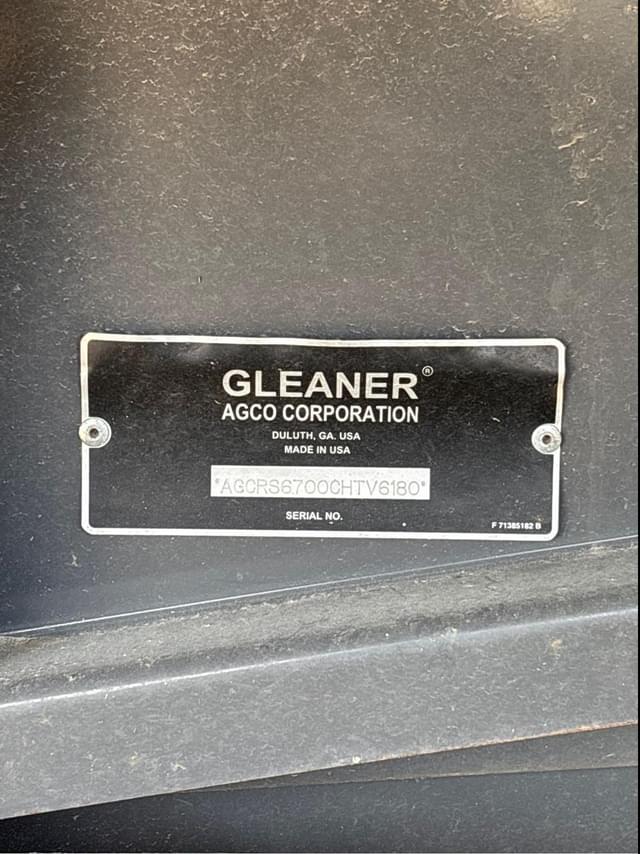 GLEANER®
AGCO CORPORATION
DULUTH, GA. USA
MADE IN USA
*AGCRS6700CHTV6180*
SERIAL NO.
F 71385182 B